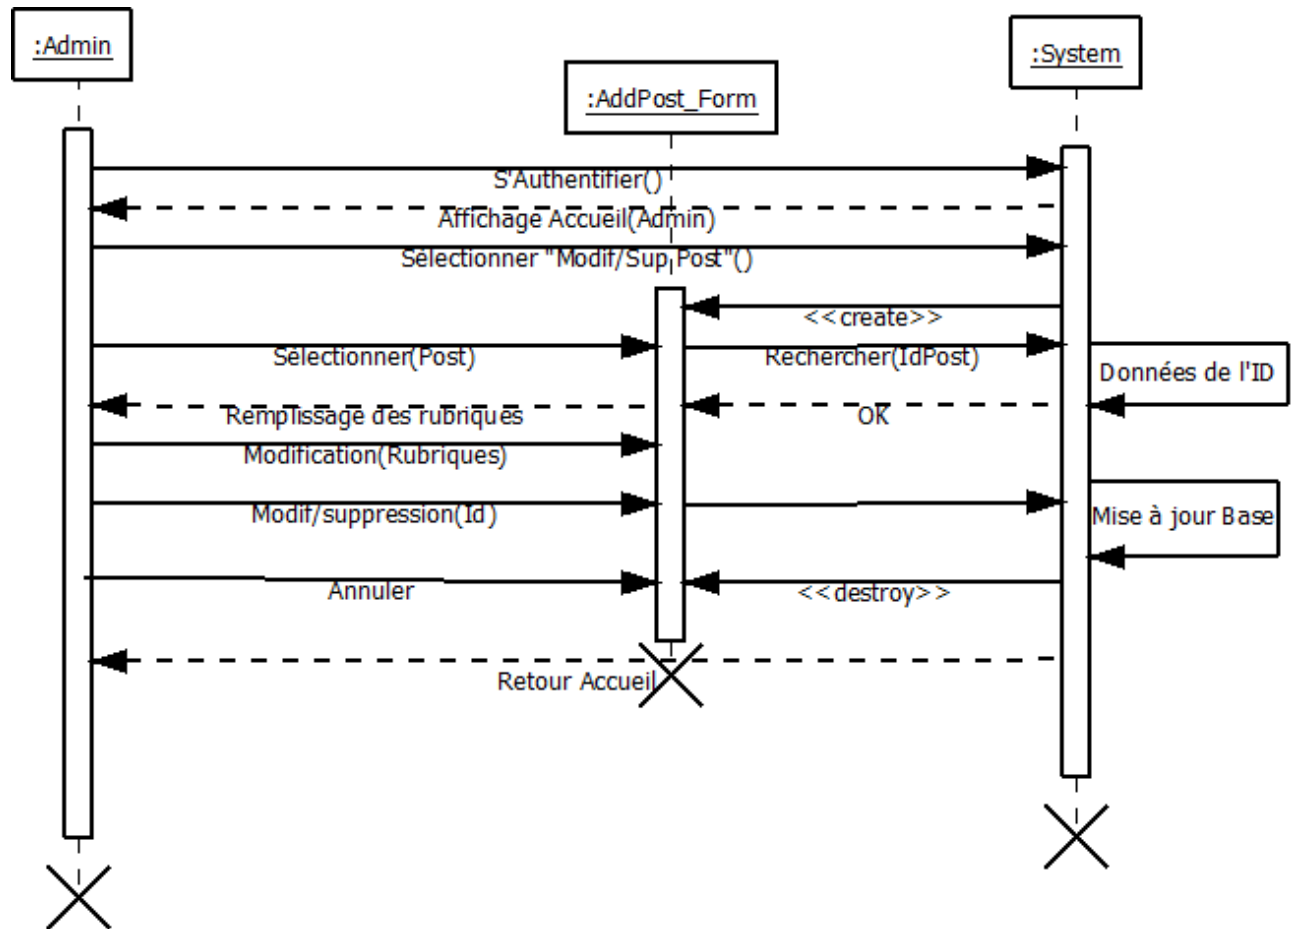 :Admin
:System
:AddPost_Form
S'Authentifier()
Affichage Accueil(Admin)
Sélectionner "Modif/Sup Post"()
<<create>>
Sélectionner(Post)
Rechercher(IdPost)
Données de l'ID
Remplissage des rubriques
OK
Modification(Rubriques)
Modif/suppression(Id)
Mise à jour Base
Annuler
<<destroy>>
Retour Accueil